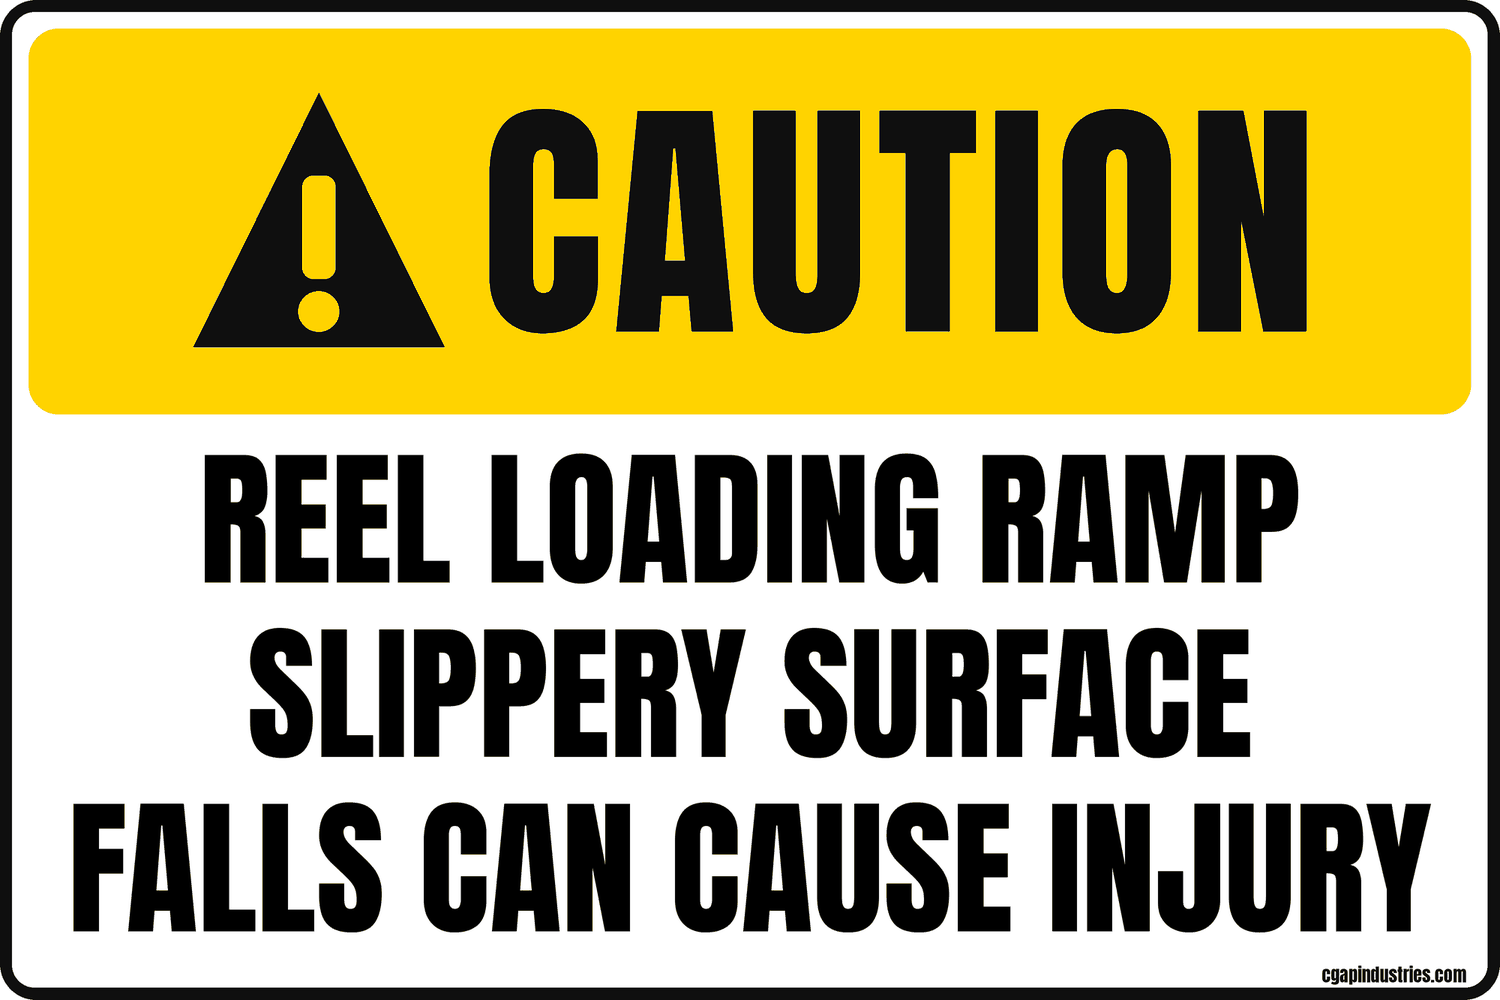 CAUTION
REEL LOADING RAMP
SLIPPERY SURFACE
FALLS CAN CAUSE INJURY
cgapindustries.com